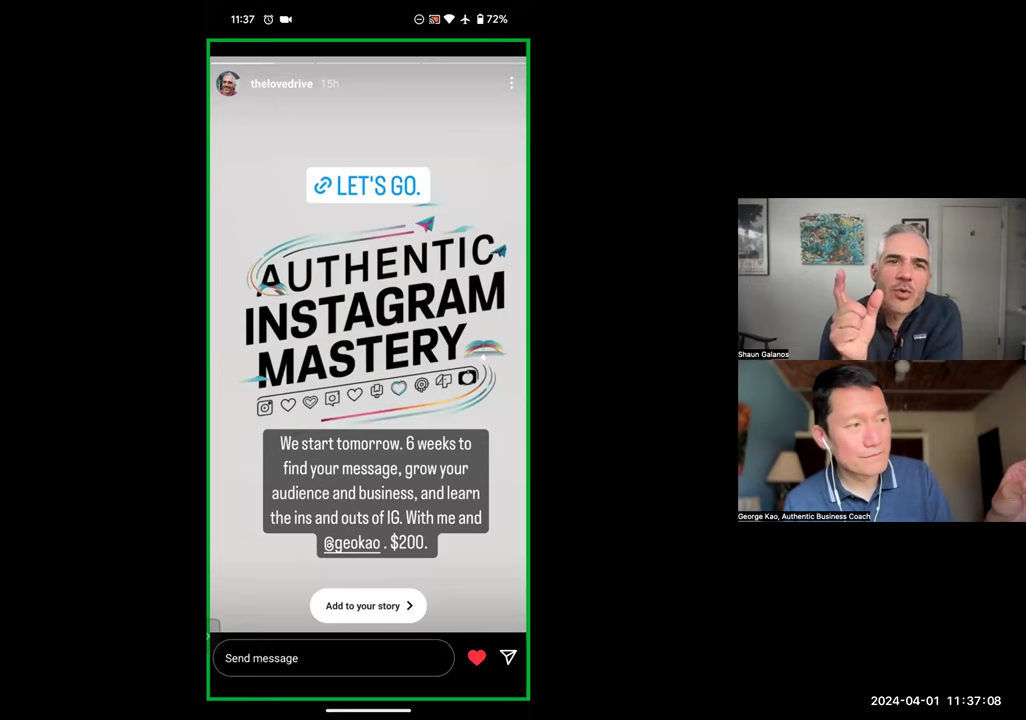 11:37
72%
thelovedrive 15h
LET'S GO.
AUTHENTIC
INSTAGRAM
MASTERY
We start tomorrow. 6 weeks to
find your message, grow your
audience and business, and learn
the ins and outs of IG. With me and
@geokao . $200.
Add to your story
Send message
Shaun Galanos
George Kao, Authentic Business Coach
2024-04-01 11:37:08